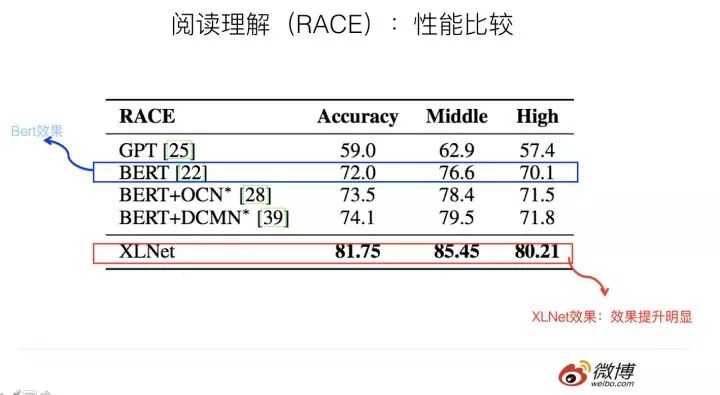 阅读理解（RACE）：性能比较
Bert效果
RACE Accuracy Middle High
GPT [25] 59.0 62.9 57.4
BERT [22] 72.0 76.6 70.1
BERT+OCN* [28] 73.5 78.4 71.5
BERT+DCMN* [39] 74.1 79.5 71.8
XLNet 81.75 85.45 80.21
XLNet效果：效果提升明显
微博
weibo.com